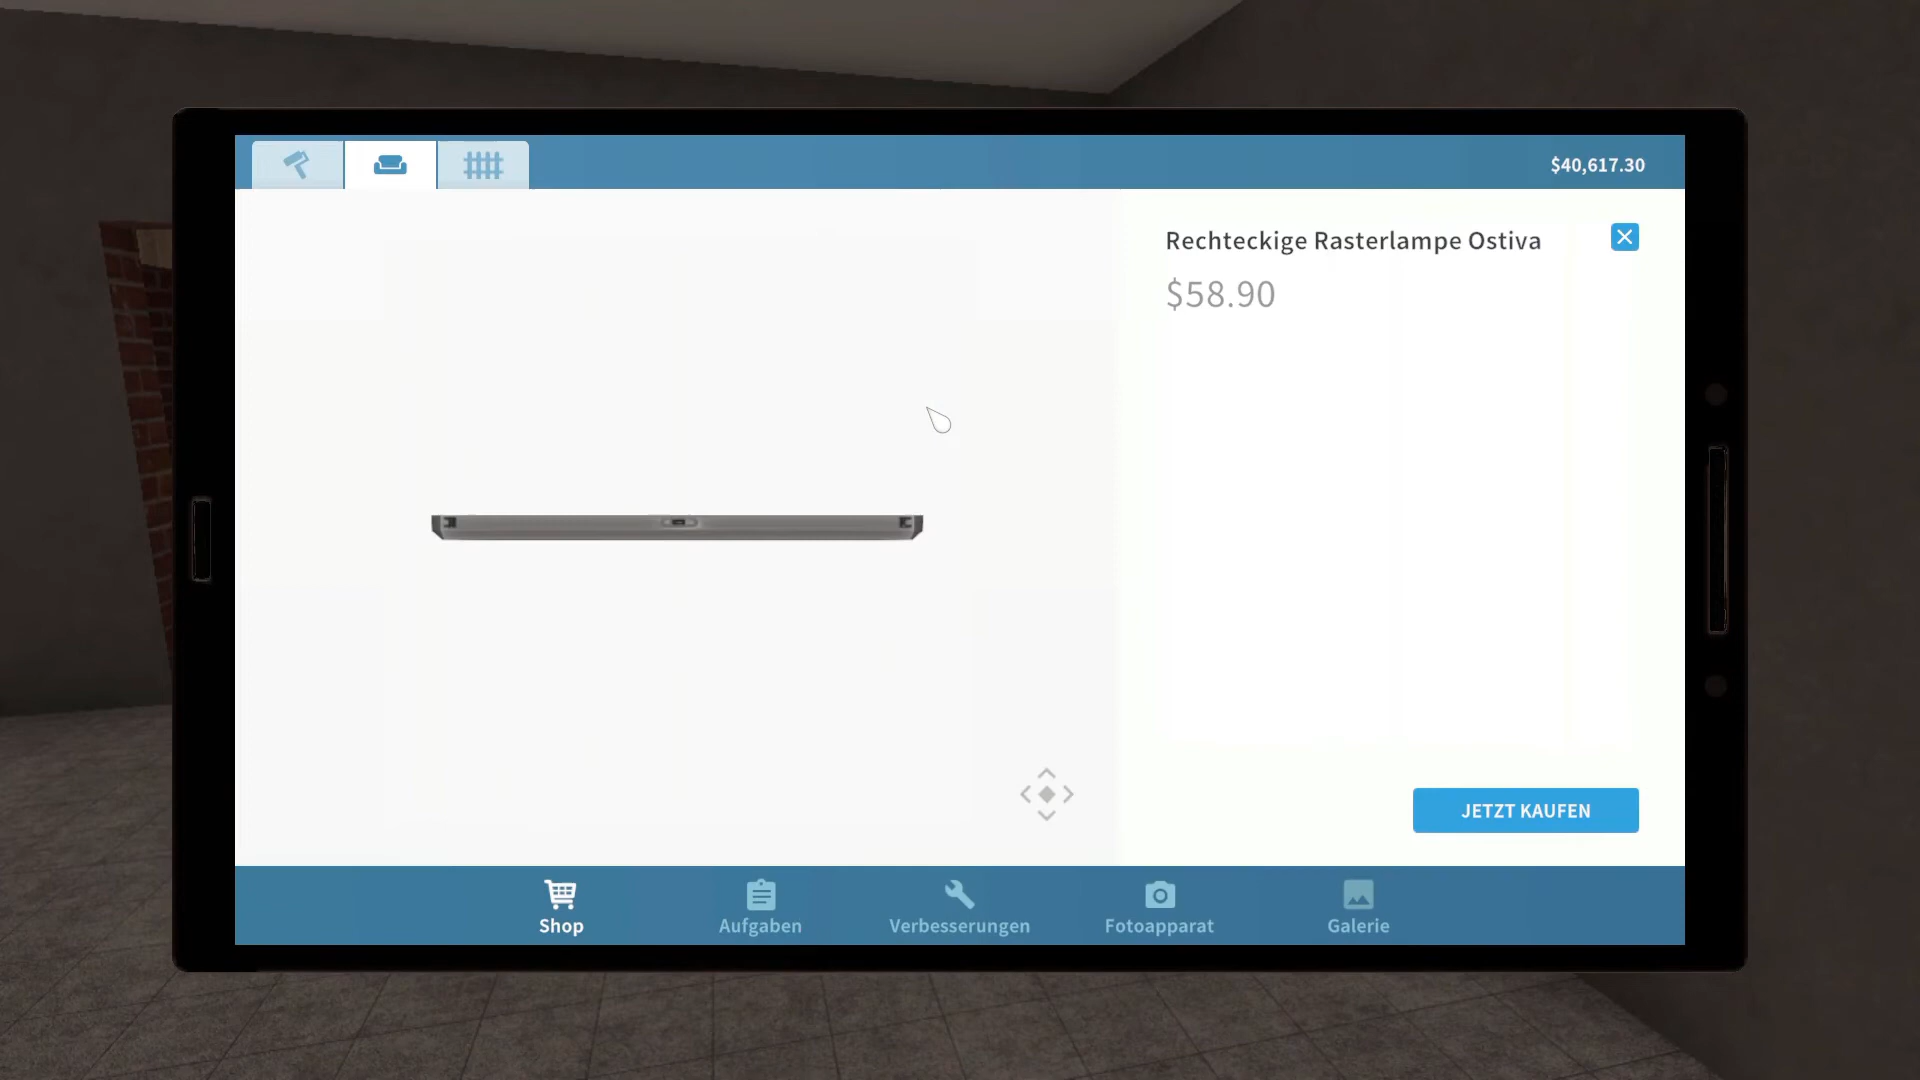 $40,617.30
Rechteckige Rasterlampe Ostiva
$58.90
JETZT KAUFEN
Shop
Aufgaben
Verbesserungen
Fotoapparat
Galerie